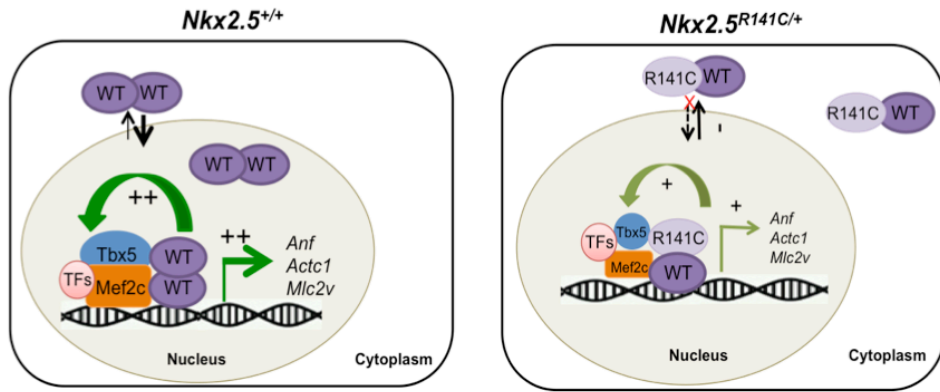 Nkx2.5+/+
WT WT
WT WT
++
++
Tbx5
WT
TFs
Mef2c
WT
Anf
Actc1
Mlc2v
Nucleus
Cytoplasm
Nkx2.5R141C/+
R141C WT
X
-
R141C WT
+
+
TFs
Tbx5
R141C
Mef2c
WT
Anf
Actc1
Mlc2v
Nucleus
Cytoplasm